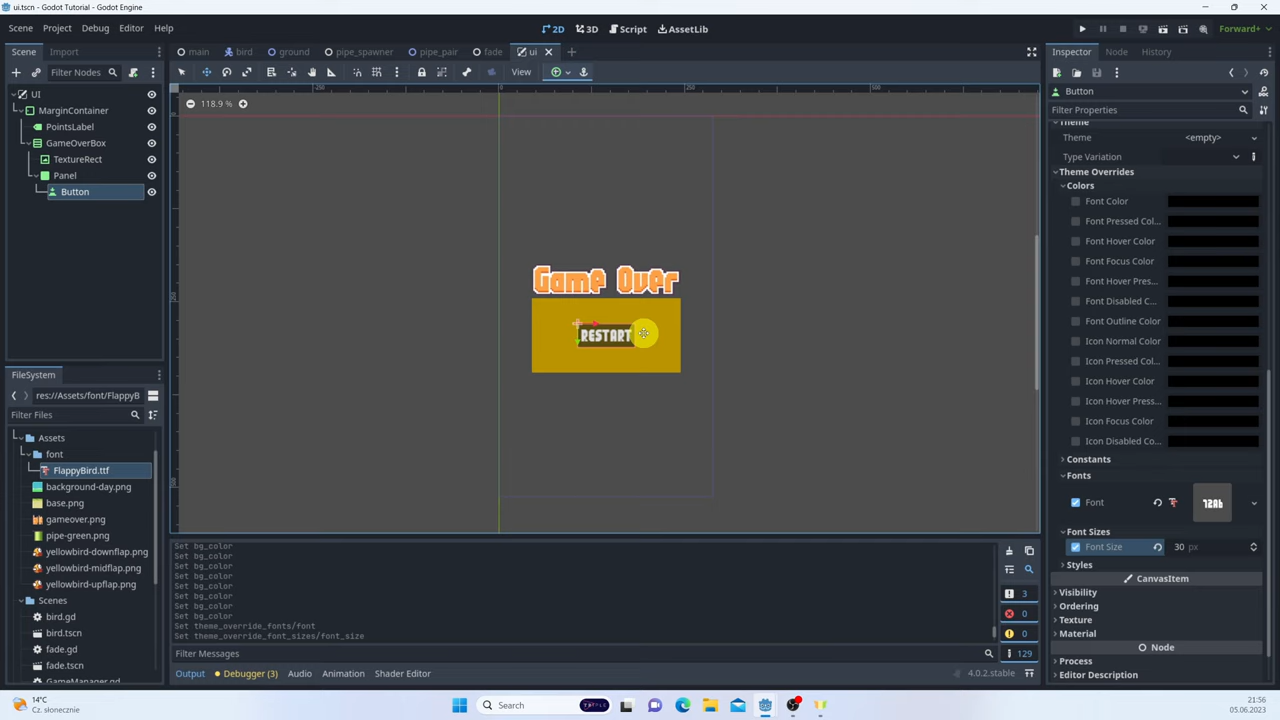 ui.tscn - Godot Tutorial - Godot Engine
Scene Project Debug Editor Help
2D 3D Script AssetLib
Forward+
Scene Import
main bird ground pipe_spawner pipe_pair fade ui
Inspector Node History
Filter Nodes
View
UI
MarginContainer
PointsLabel
GameOverBox
TextureRect
Panel
Button
118.9 %
-250 0 250 500
Game Over
RESTART
FileSystem
res://Assets/font/FlappyB
Filter Files
Assets
font
FlappyBird.ttf
background-day.png
base.png
gameover.png
pipe-green.png
yellowbird-downflap.png
yellowbird-midflap.png
yellowbird-upflap.png
Scenes
bird.gd
bird.tscn
fade.gd
fade.tscn
GameManager.gd
Set bg_color
Set bg_color
Set bg_color
Set bg_color
Set bg_color
Set bg_color
Set bg_color
Set bg_color
Set theme_override_fonts/font
Set theme_override_font_sizes/font_size
3
0
0
129
Filter Messages
Output Debugger (3) Audio Animation Shader Editor
4.0.2.stable
Button
Filter Properties
Theme
Theme <empty>
Type Variation
Theme Overrides
Colors
Font Color
Font Pressed Col...
Font Hover Color
Font Focus Color
Font Hover Pres...
Font Disabled C...
Font Outline Color
Icon Normal Color
Icon Pressed Col...
Icon Hover Color
Icon Hover Press...
Icon Focus Color
Icon Disabled Co...
Constants
Fonts
Font
Font Sizes
Font Size 30 px
Styles
CanvasItem
Visibility
Ordering
Texture
Material
Node
Process
Editor Description
14°C
Cz. słonecznie
Search
21:56
05.06.2023